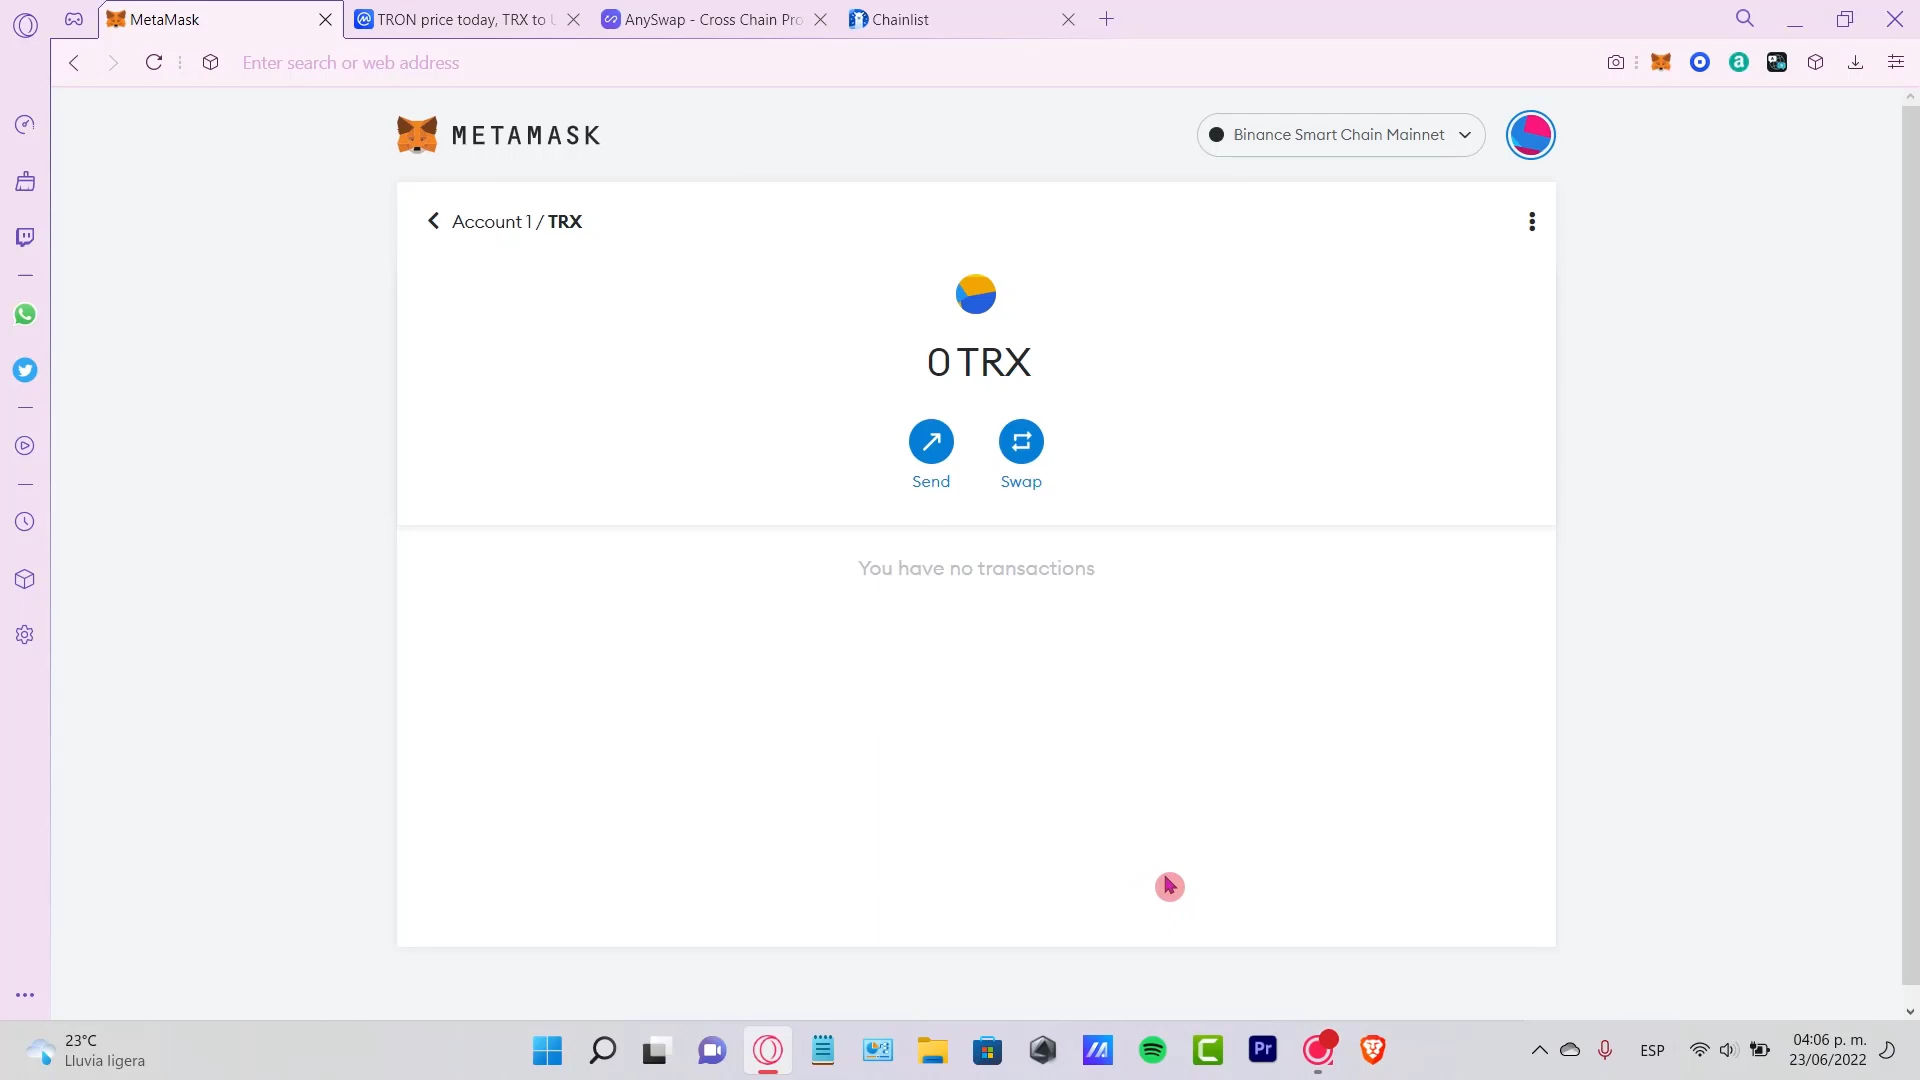 MetaMask
TRON price today, TRX to U
AnySwap - Cross Chain Pro
Chainlist
Enter search or web address
METAMASK
Binance Smart Chain Mainnet
Account 1 / TRX
0 TRX
Send
Swap
You have no transactions
23°C
Lluvia ligera
Pr
ESP
04:06 p. m.
23/06/2022